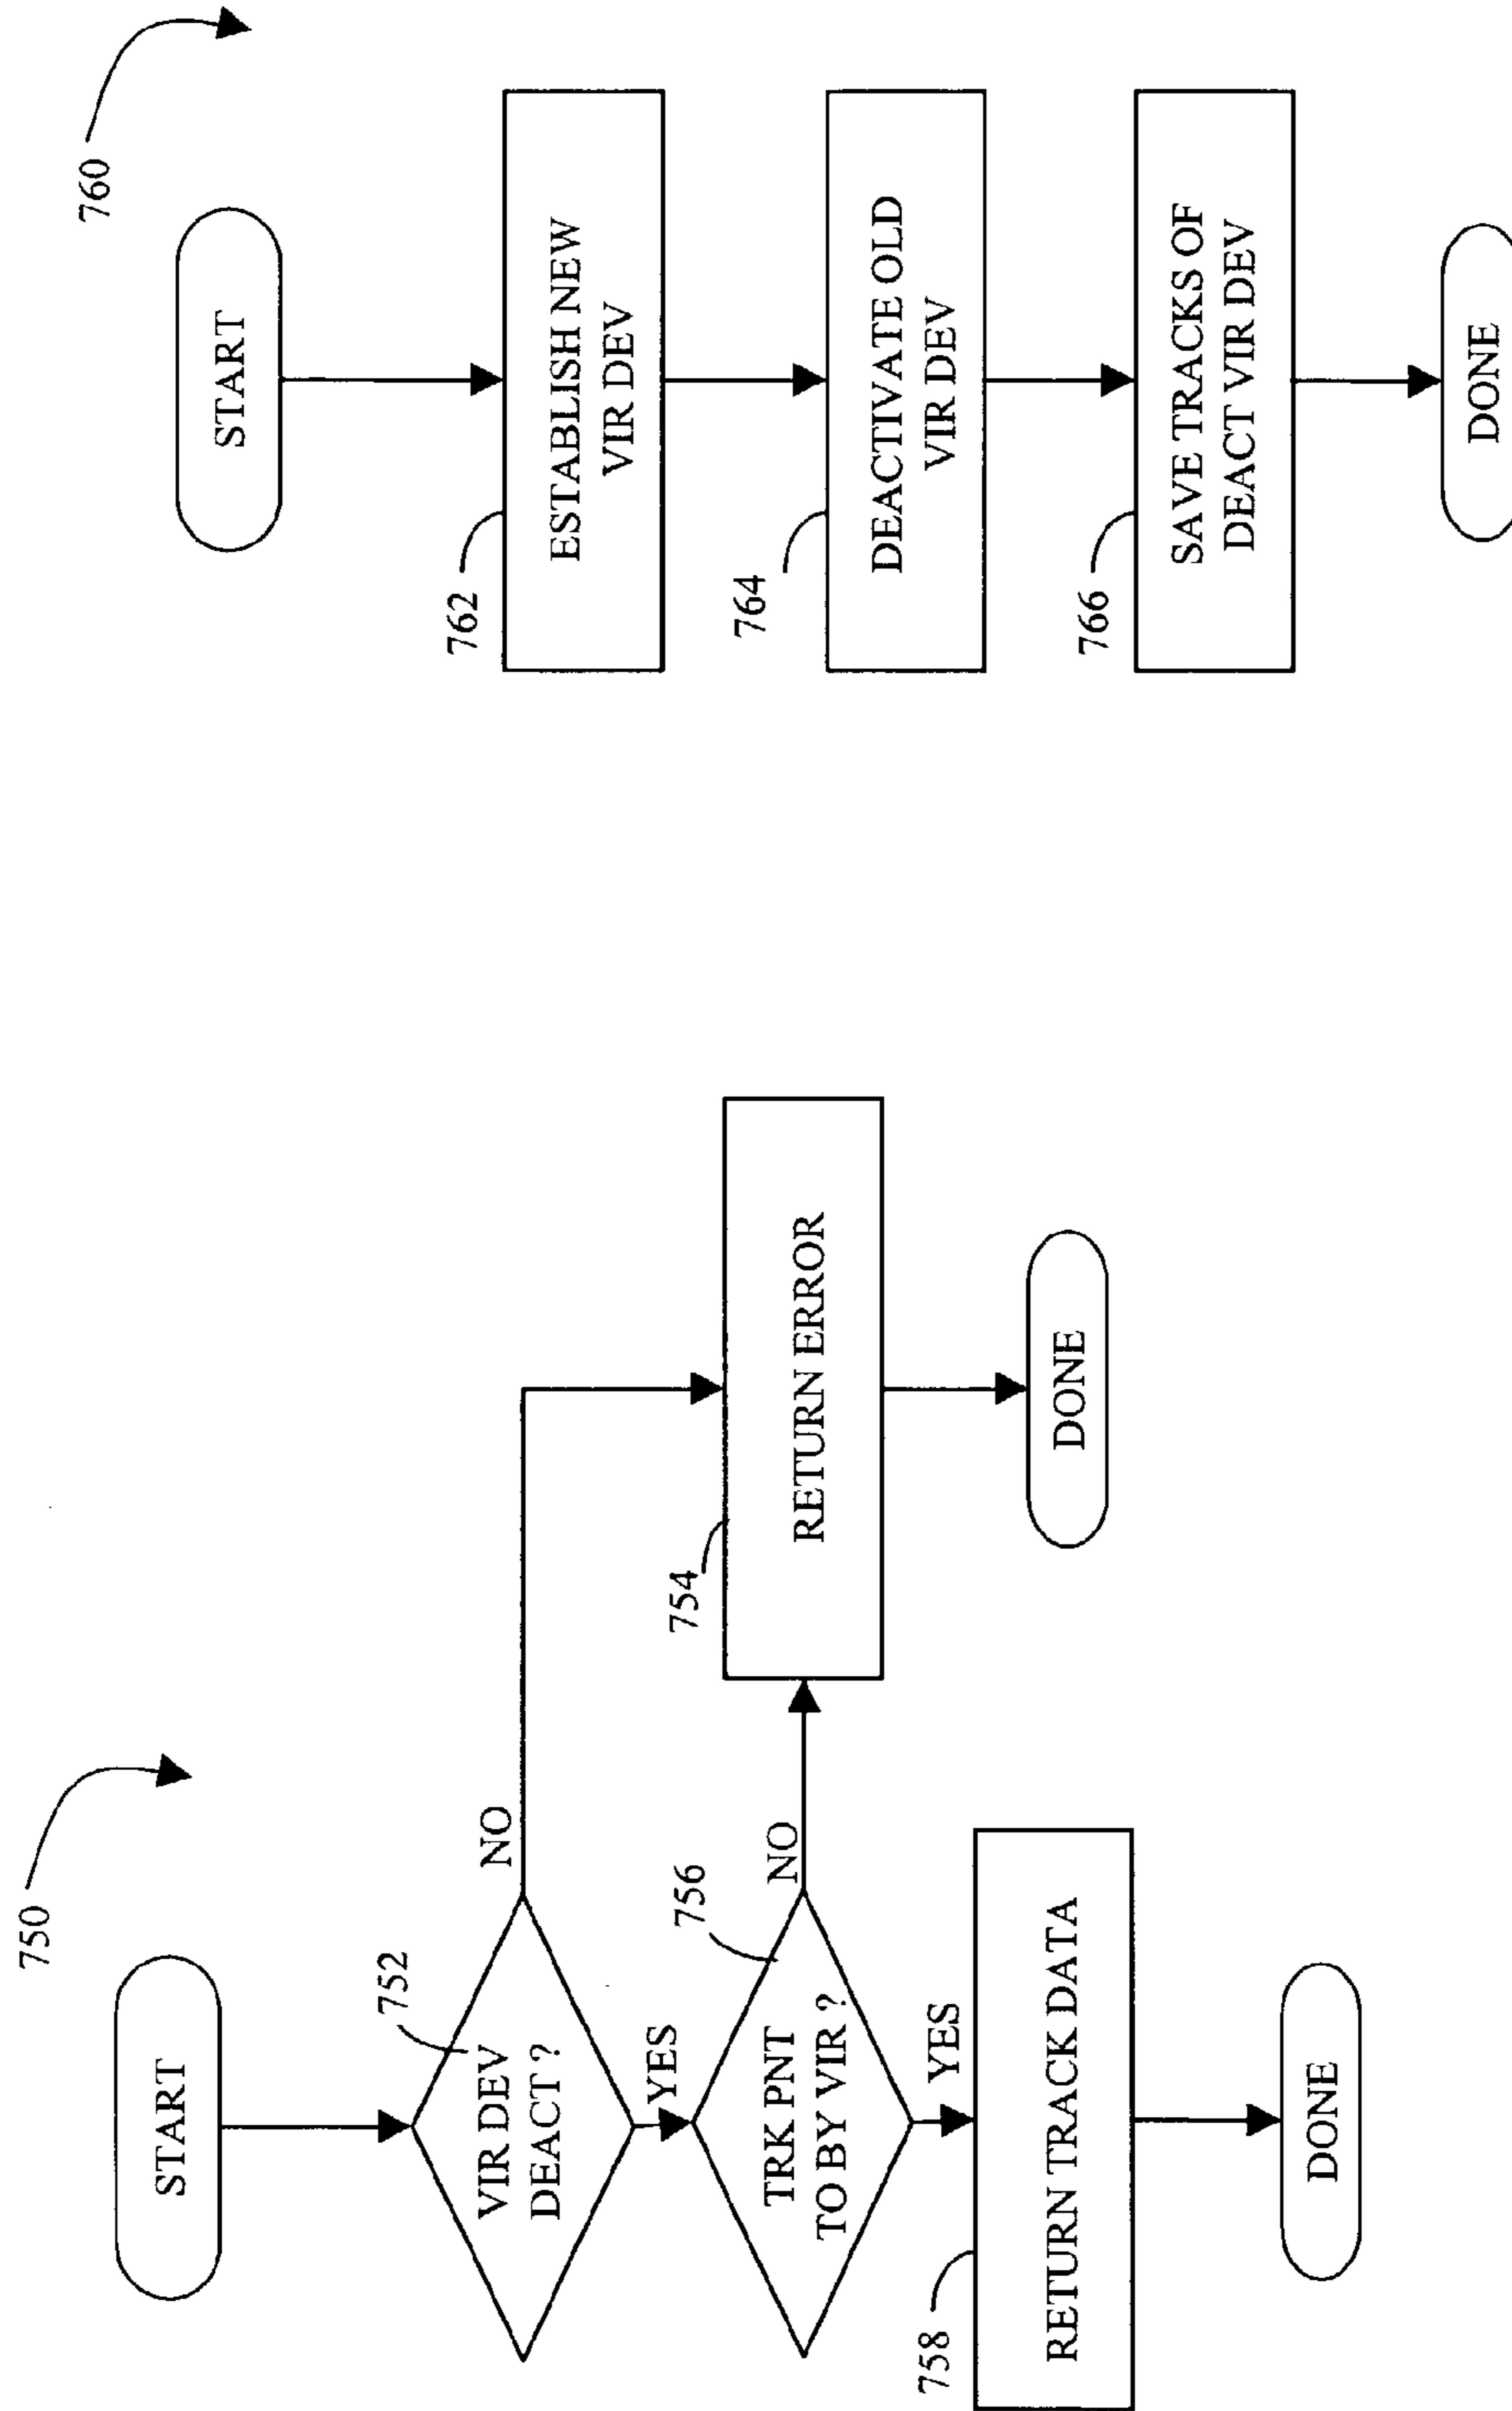 750
START
752
VIR DEV
DEACT ?
NO
YES
756
TRK PNT
TO BY VIR ?
NO
YES
754
RETURN ERROR
DONE
758
RETURN TRACK DATA
DONE
760
START
762
ESTABLISH NEW
VIR DEV
764
DEACTIVATE OLD
VIR DEV
766
SAVE TRACKS OF
DEACT VIR DEV
DONE